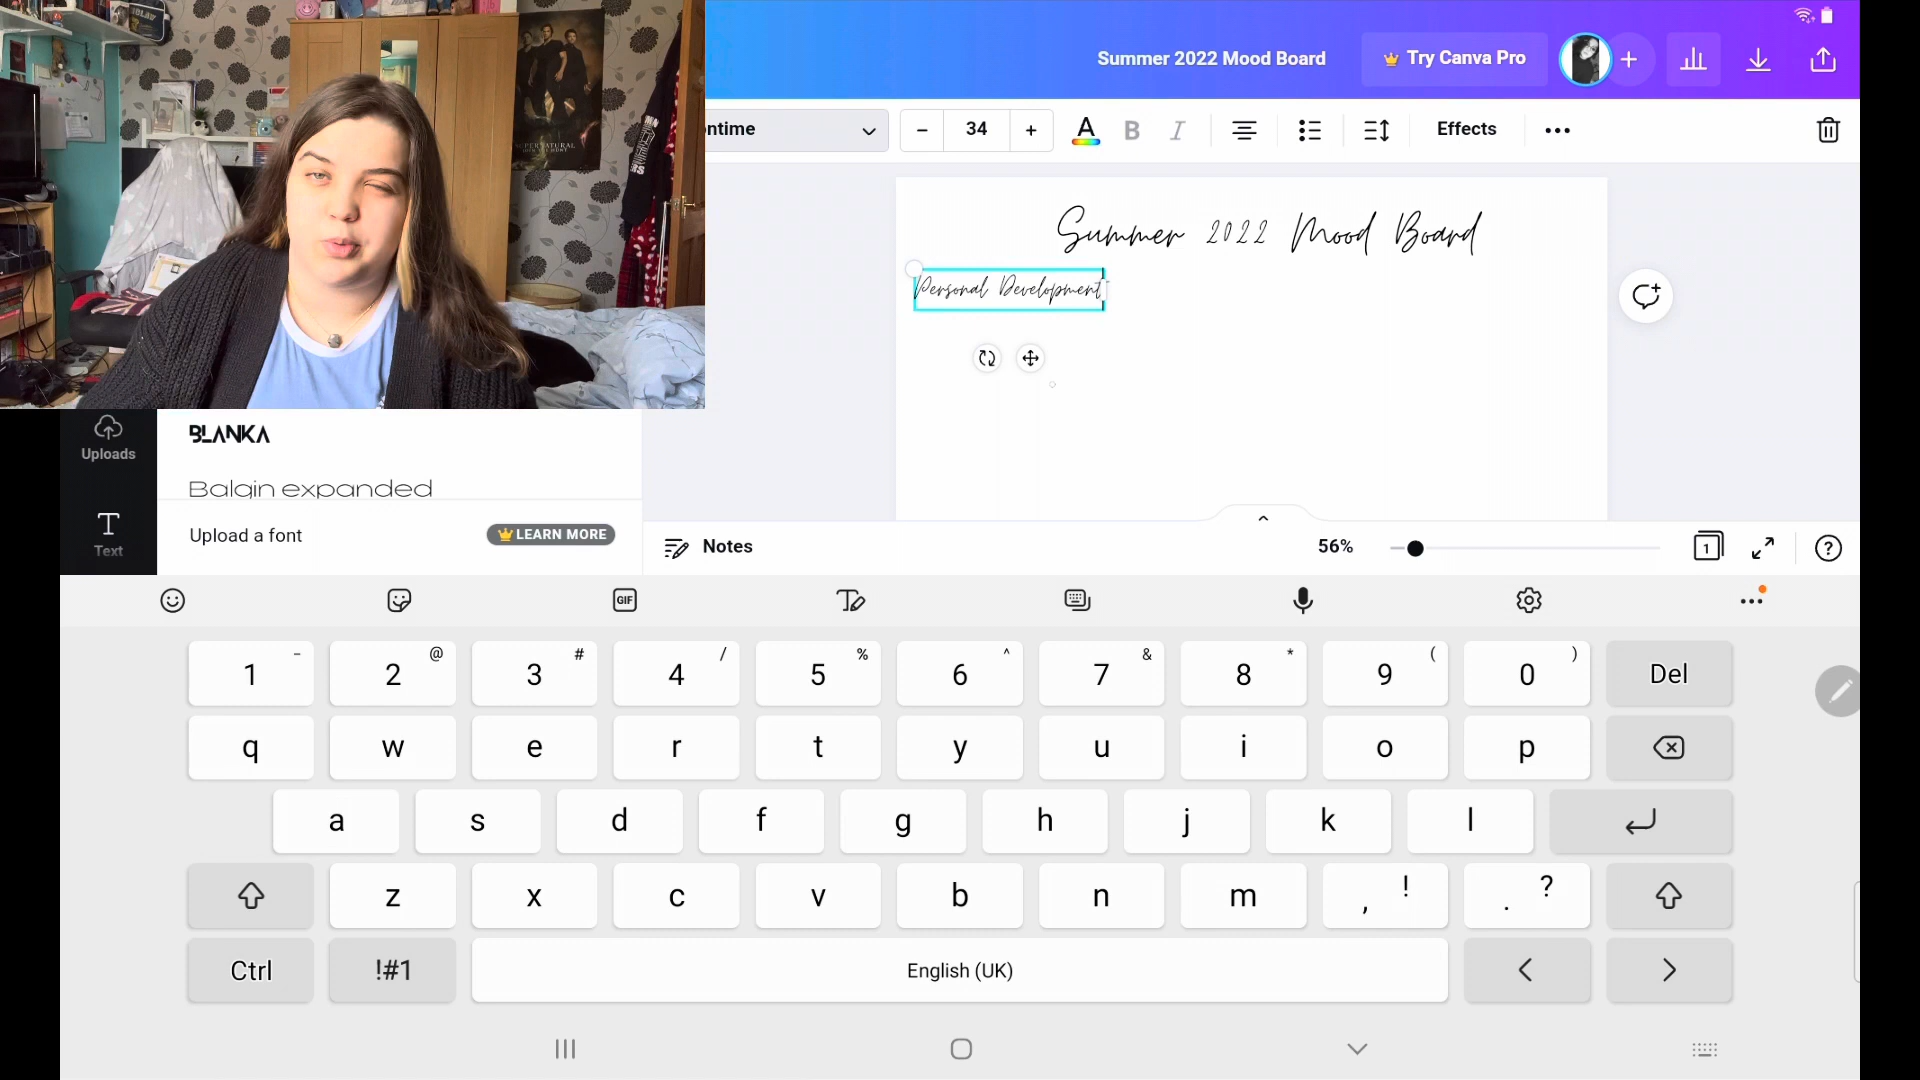 SUPERNATURAL
Summer 2022 Mood Board
Try Canva Pro
ntime
34
A
B
I
Effects
Summer 2022 Mood Board
Personal Development
Uploads
BLANKA
Balgin expanded
T
Text
Upload a font
LEARN MORE
Notes
56%
1
?
GIF
1 - 2 @ 3 # 4 / 5 % 6 ^ 7 & 8 * 9 ( 0 ) Del
q w e r t y u i o p
a s d f g h j k l
z x c v b n m , ! . ?
Ctrl !#1 English (UK) < >